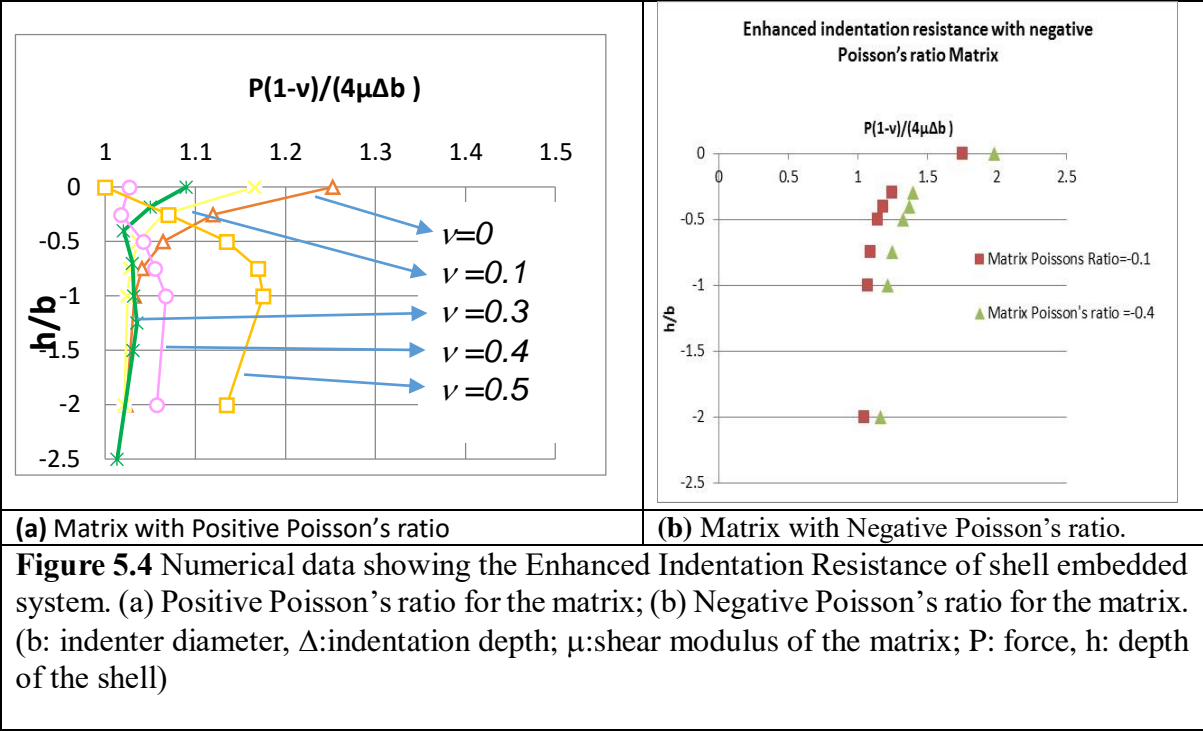 P(1-ν)/(4μΔb )
1 1.1 1.2 1.3 1.4 1.5
0
-0.5
-1
-1.5
-2
-2.5
h/b
ν=0
ν=0.1
ν=0.3
ν=0.4
ν=0.5
Enhanced indentation resistance with negative
Poisson's ratio Matrix
P(1-ν)/(4μΔb )
0 0.5 1 1.5 2 2.5
0
-0.5
-1
-1.5
-2
-2.5
h/b
Matrix Poissons Ratio=-0.1
Matrix Poisson's ratio =-0.4
(a) Matrix with Positive Poisson's ratio
(b) Matrix with Negative Poisson's ratio.
Figure 5.4 Numerical data showing the Enhanced Indentation Resistance of shell embedded
system. (a) Positive Poisson's ratio for the matrix; (b) Negative Poisson's ratio for the matrix.
(b: indenter diameter, Δ:indentation depth; μ:shear modulus of the matrix; P: force, h: depth
of the shell)